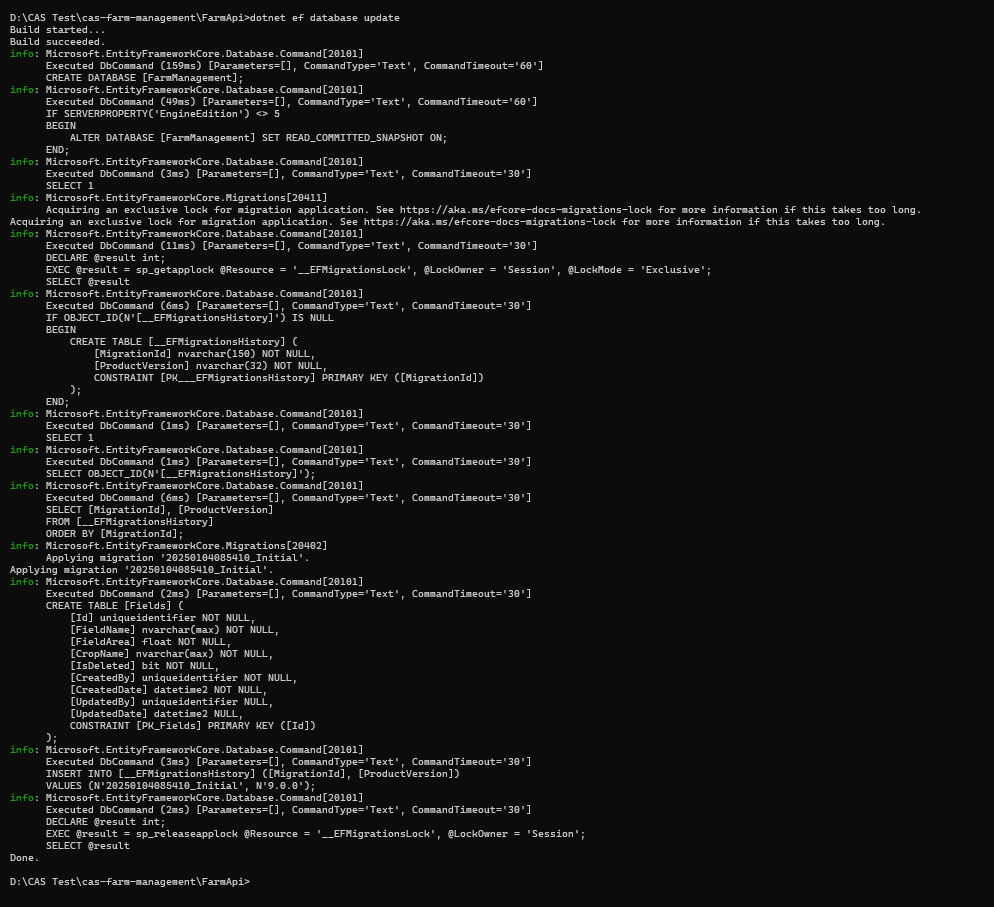 D:\CAS Test\cas-farm-management\FarmApi>dotnet ef database update
Build started...
Build succeeded.
info: Microsoft.EntityFrameworkCore.Database.Command[20101]
      Executed DbCommand (159ms) [Parameters=[], CommandType='Text', CommandTimeout='60']
      CREATE DATABASE [FarmManagement];
info: Microsoft.EntityFrameworkCore.Database.Command[20101]
      Executed DbCommand (49ms) [Parameters=[], CommandType='Text', CommandTimeout='60']
      IF SERVERPROPERTY('EngineEdition') <> 5
      BEGIN
          ALTER DATABASE [FarmManagement] SET READ_COMMITTED_SNAPSHOT ON;
      END;
info: Microsoft.EntityFrameworkCore.Database.Command[20101]
      Executed DbCommand (3ms) [Parameters=[], CommandType='Text', CommandTimeout='30']
      SELECT 1
info: Microsoft.EntityFrameworkCore.Migrations[20411]
      Acquiring an exclusive lock for migration application. See https://aka.ms/efcore-docs-migrations-lock for more information if this takes too long.
Acquiring an exclusive lock for migration application. See https://aka.ms/efcore-docs-migrations-lock for more information if this takes too long.
info: Microsoft.EntityFrameworkCore.Database.Command[20101]
      Executed DbCommand (11ms) [Parameters=[], CommandType='Text', CommandTimeout='30']
      DECLARE @result int;
      EXEC @result = sp_getapplock @Resource = '__EFMigrationsLock', @LockOwner = 'Session', @LockMode = 'Exclusive';
      SELECT @result
info: Microsoft.EntityFrameworkCore.Database.Command[20101]
      Executed DbCommand (6ms) [Parameters=[], CommandType='Text', CommandTimeout='30']
      IF OBJECT_ID(N'[__EFMigrationsHistory]') IS NULL
      BEGIN
          CREATE TABLE [__EFMigrationsHistory] (
              [MigrationId] nvarchar(150) NOT NULL,
              [ProductVersion] nvarchar(32) NOT NULL,
              CONSTRAINT [PK___EFMigrationsHistory] PRIMARY KEY ([MigrationId])
          );
      END;
info: Microsoft.EntityFrameworkCore.Database.Command[20101]
      Executed DbCommand (1ms) [Parameters=[], CommandType='Text', CommandTimeout='30']
      SELECT 1
info: Microsoft.EntityFrameworkCore.Database.Command[20101]
      Executed DbCommand (1ms) [Parameters=[], CommandType='Text', CommandTimeout='30']
      SELECT OBJECT_ID(N'[__EFMigrationsHistory]');
info: Microsoft.EntityFrameworkCore.Database.Command[20101]
      Executed DbCommand (6ms) [Parameters=[], CommandType='Text', CommandTimeout='30']
      SELECT [MigrationId], [ProductVersion]
      FROM [__EFMigrationsHistory]
      ORDER BY [MigrationId];
info: Microsoft.EntityFrameworkCore.Migrations[20402]
      Applying migration '20250104085410_Initial'.
Applying migration '20250104085410_Initial'.
info: Microsoft.EntityFrameworkCore.Database.Command[20101]
      Executed DbCommand (2ms) [Parameters=[], CommandType='Text', CommandTimeout='30']
      CREATE TABLE [Fields] (
          [Id] uniqueidentifier NOT NULL,
          [FieldName] nvarchar(max) NOT NULL,
          [FieldArea] float NOT NULL,
          [CropName] nvarchar(max) NOT NULL,
          [IsDeleted] bit NOT NULL,
          [CreatedBy] uniqueidentifier NOT NULL,
          [CreatedDate] datetime2 NOT NULL,
          [UpdatedBy] uniqueidentifier NULL,
          [UpdatedDate] datetime2 NULL,
          CONSTRAINT [PK_Fields] PRIMARY KEY ([Id])
      );
info: Microsoft.EntityFrameworkCore.Database.Command[20101]
      Executed DbCommand (3ms) [Parameters=[], CommandType='Text', CommandTimeout='30']
      INSERT INTO [__EFMigrationsHistory] ([MigrationId], [ProductVersion])
      VALUES (N'20250104085410_Initial', N'9.0.0');
info: Microsoft.EntityFrameworkCore.Database.Command[20101]
      Executed DbCommand (2ms) [Parameters=[], CommandType='Text', CommandTimeout='30']
      DECLARE @result int;
      EXEC @result = sp_releaseapplock @Resource = '__EFMigrationsLock', @LockOwner = 'Session';
      SELECT @result
Done.
D:\CAS Test\cas-farm-management\FarmApi>